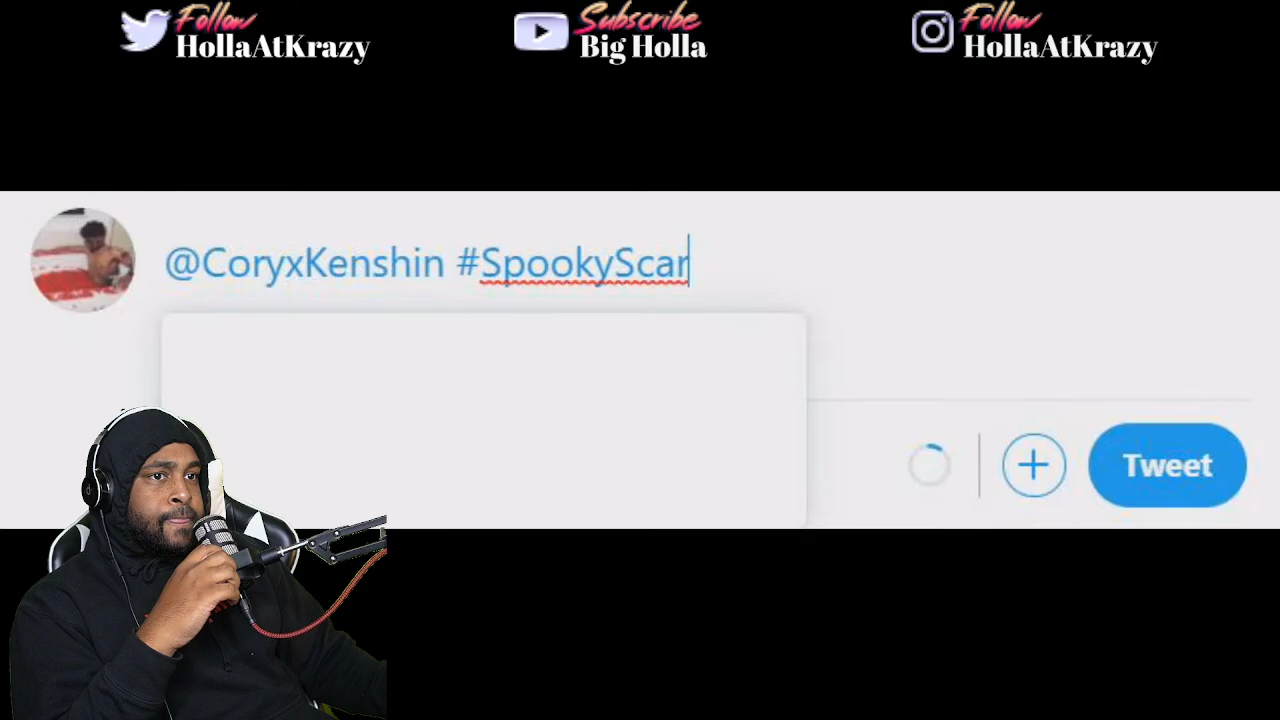 Follow
HollaAtKrazy
Subscribe
Big Holla
Follow
HollaAtKrazy
@CoryxKenshin #SpookyScar
Tweet